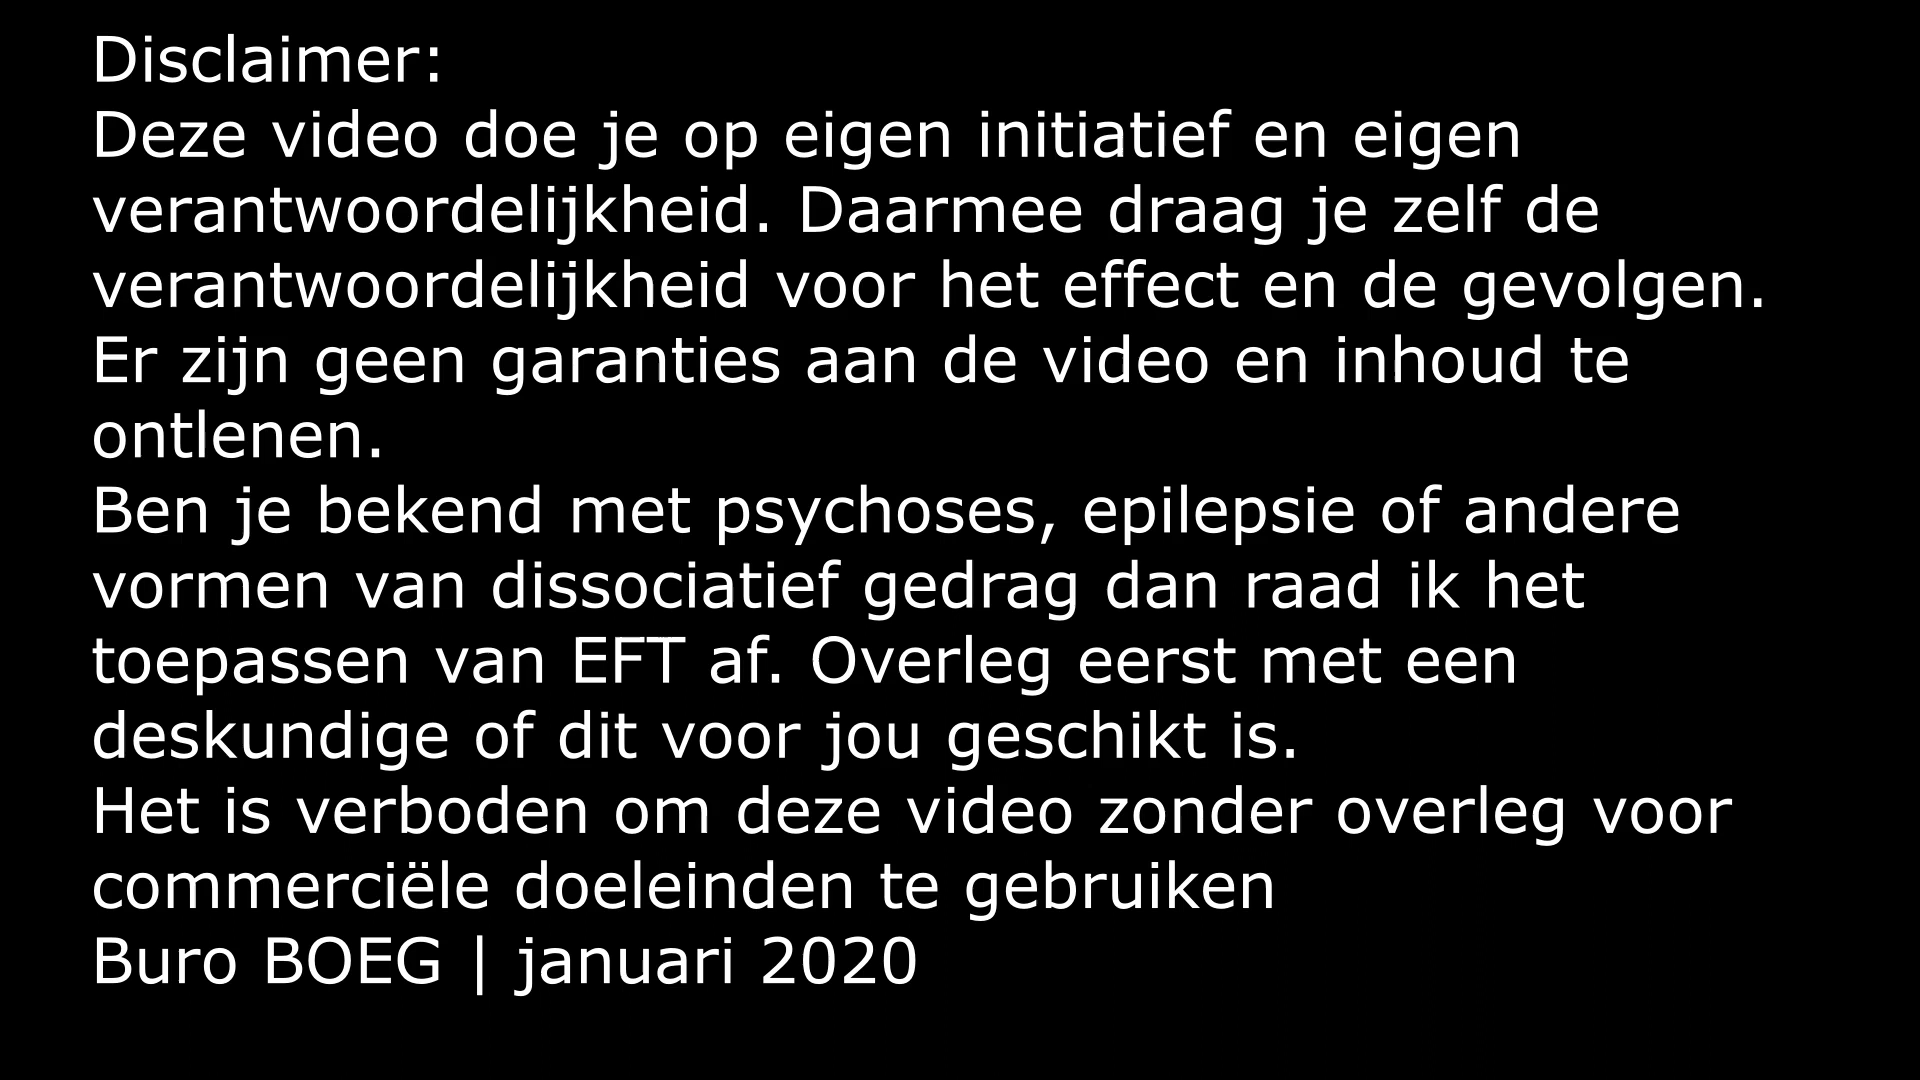 Disclaimer:
Deze video doe je op eigen initiatief en eigen
verantwoordelijkheid. Daarmee draag je zelf de
verantwoordelijkheid voor het effect en de gevolgen.
Er zijn geen garanties aan de video en inhoud te
ontlenen.
Ben je bekend met psychoses, epilepsie of andere
vormen van dissociatief gedrag dan raad ik het
toepassen van EFT af. Overleg eerst met een
deskundige of dit voor jou geschikt is.
Het is verboden om deze video zonder overleg voor
commerciële doeleinden te gebruiken
Buro BOEG | januari 2020